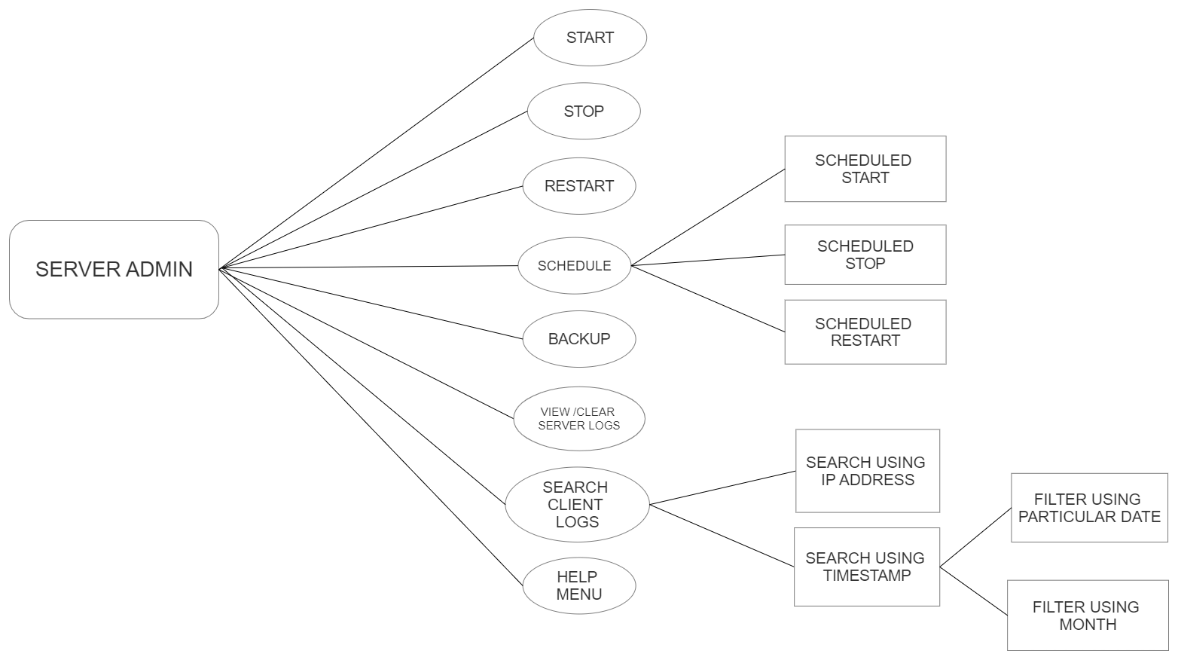 SERVER ADMIN
START
STOP
RESTART
SCHEDULE
BACKUP
VIEW /CLEAR
SERVER LOGS
SEARCH
CLIENT
LOGS
HELP
MENU
SCHEDULED
START
SCHEDULED
STOP
SCHEDULED
RESTART
SEARCH USING
IP ADDRESS
SEARCH USING
TIMESTAMP
FILTER USING
PARTICULAR DATE
FILTER USING
MONTH